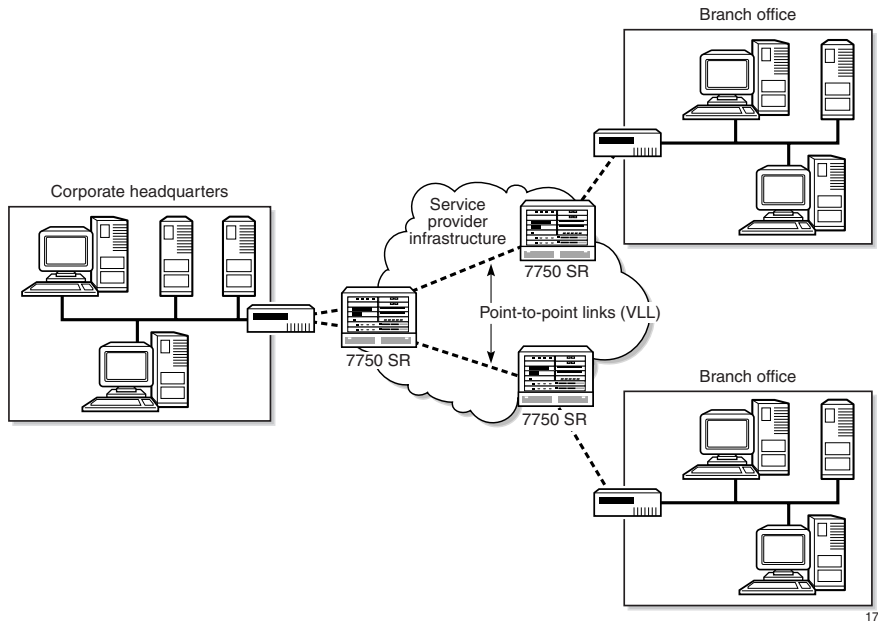 Branch office
Corporate headquarters
Service
provider
infrastructure
7750 SR
Point-to-point links (VLL)
7750 SR
Branch office
7750 SR
17